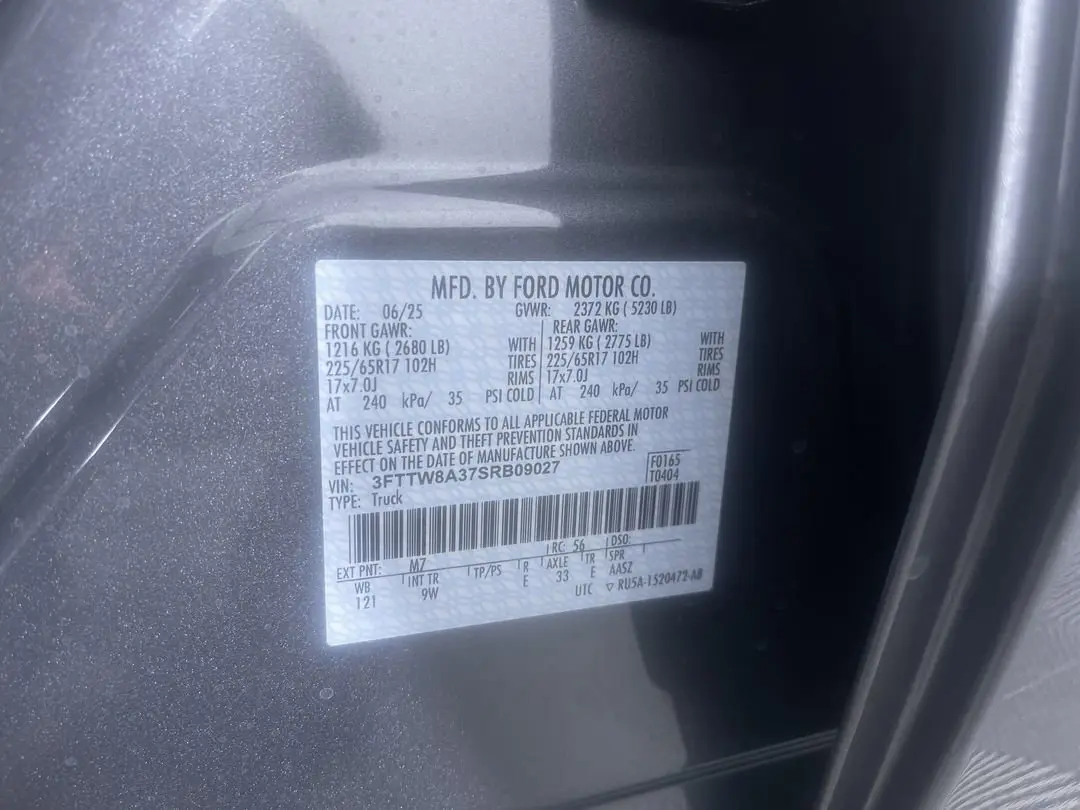 MFD. BY FORD MOTOR CO.
DATE: 06/25 GVWR: 2372 KG ( 5230 LB)
FRONT GAWR: REAR GAWR:
1216 KG ( 2680 LB) WITH 1259 KG ( 2775 LB) WITH
225/65R17 102H TIRES 225/65R17 102H TIRES
17x7.0J RIMS 17x7.0J RIMS
AT 240 kPa/ 35 PSI COLD AT 240 kPa/ 35 PSI COLD
THIS VEHICLE CONFORMS TO ALL APPLICABLE FEDERAL MOTOR
VEHICLE SAFETY AND THEFT PREVENTION STANDARDS IN
EFFECT ON THE DATE OF MANUFACTURE SHOWN ABOVE.
VIN: 3FTTW8A37SRB09027 F0165
TYPE: Truck T0404
EXT PNT: M7 RC: 56 DSO:
WB INT TR TP/PS R AXLE TR SPR
121 9W E 33 E AASZ
UTC ▽ RU5A-1520472-AB